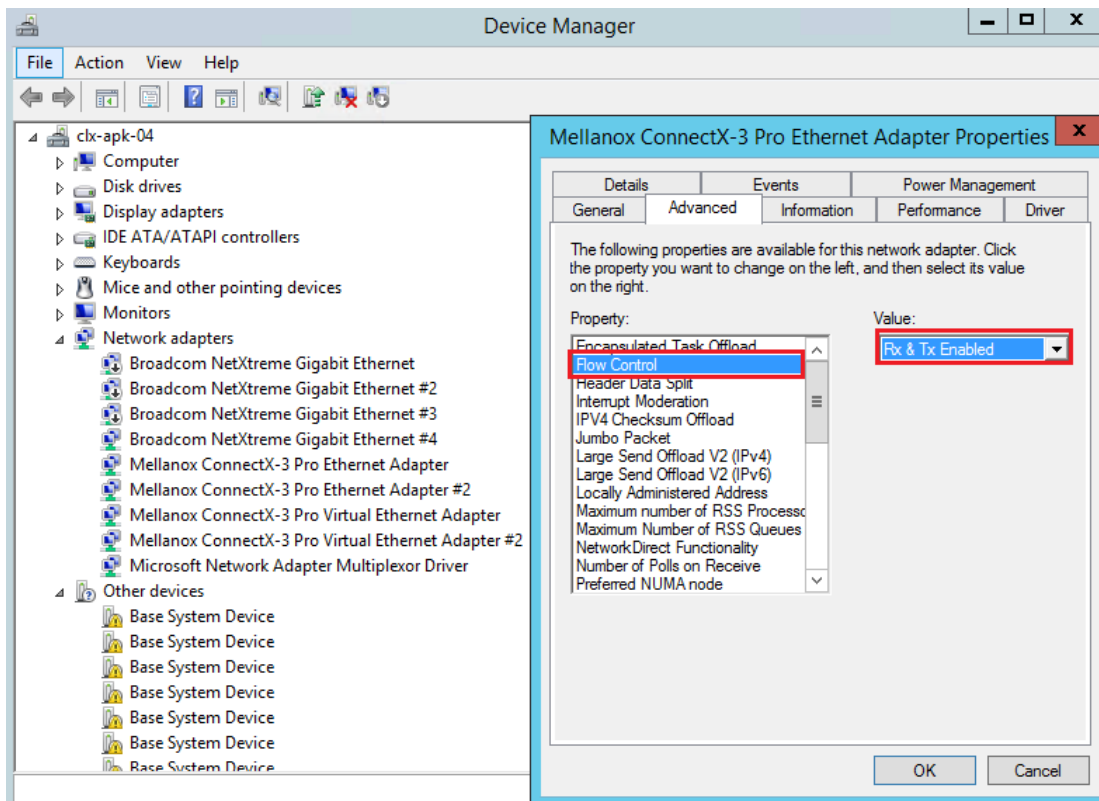 Device Manager
File Action View Help
clx-apk-04
Computer
Disk drives
Display adapters
IDE ATA/ATAPI controllers
Keyboards
Mice and other pointing devices
Monitors
Network adapters
Broadcom NetXtreme Gigabit Ethernet
Broadcom NetXtreme Gigabit Ethernet #2
Broadcom NetXtreme Gigabit Ethernet #3
Broadcom NetXtreme Gigabit Ethernet #4
Mellanox ConnectX-3 Pro Ethernet Adapter
Mellanox ConnectX-3 Pro Ethernet Adapter #2
Mellanox ConnectX-3 Pro Virtual Ethernet Adapter
Mellanox ConnectX-3 Pro Virtual Ethernet Adapter #2
Microsoft Network Adapter Multiplexor Driver
Other devices
Base System Device
Base System Device
Base System Device
Base System Device
Base System Device
Base System Device
Base System Device
Mellanox ConnectX-3 Pro Ethernet Adapter Properties
Details Events Power Management
General Advanced Information Performance Driver
The following properties are available for this network adapter. Click
the property you want to change on the left, and then select its value
on the right.
Property: Value:
Encapsulated Task Offload
Flow Control
Rx & Tx Enabled
Header Data Split
Interrupt Moderation
IPV4 Checksum Offload
Jumbo Packet
Large Send Offload V2 (IPv4)
Large Send Offload V2 (IPv6)
Locally Administered Address
Maximum number of RSS Processo
Maximum Number of RSS Queues
NetworkDirect Functionality
Number of Polls on Receive
Preferred NUMA node
OK Cancel